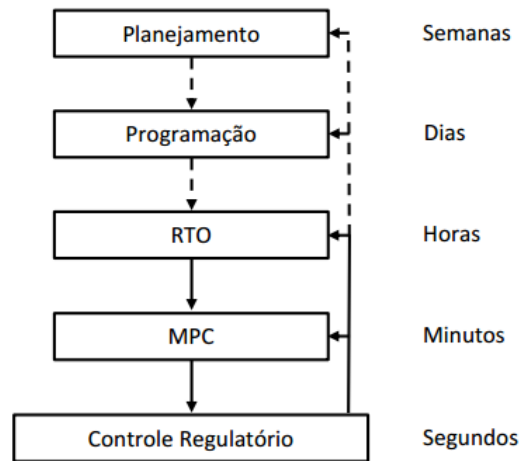 Planejamento Semanas
Programação Dias
RTO Horas
MPC Minutos
Controle Regulatório Segundos